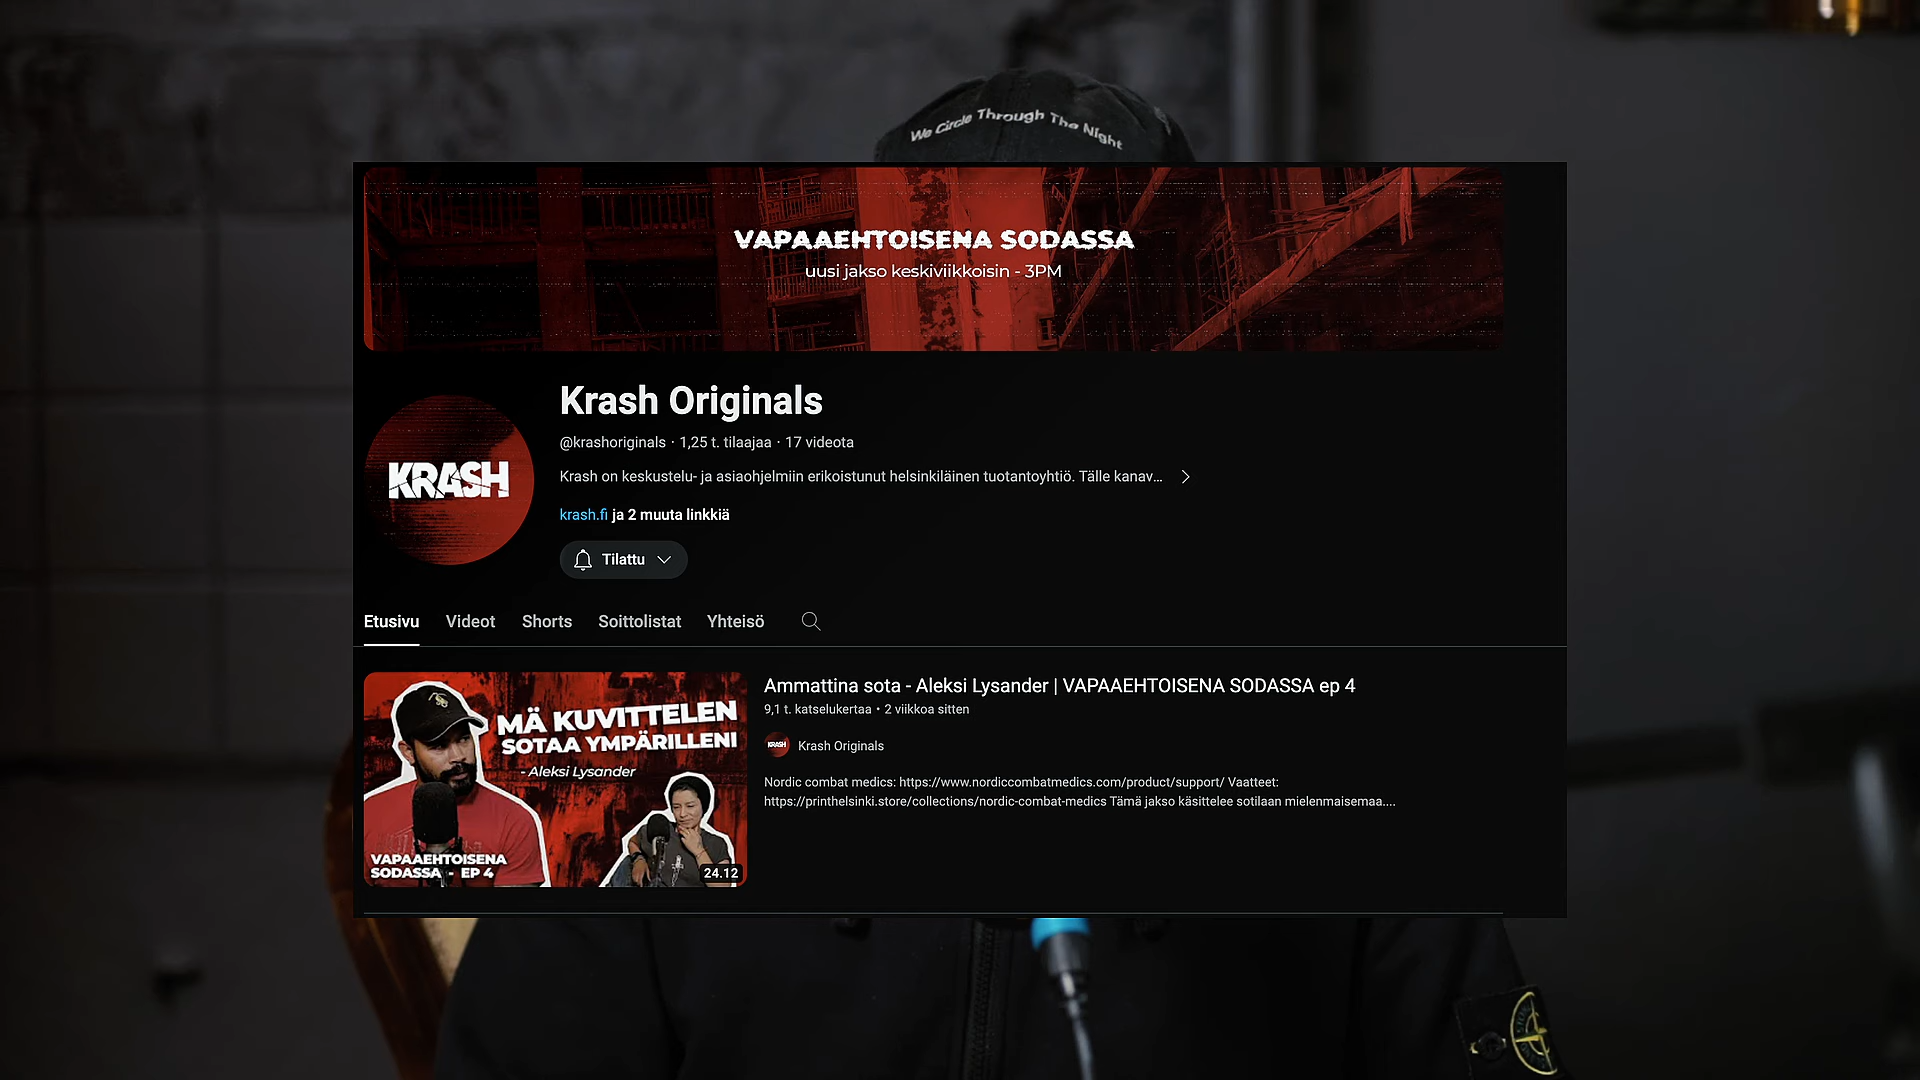 We Circle Through The Night
VAPAAEHTOISENA SODASSA
uusi jakso keskiviikkoisin - 3PM
KRASH
Krash Originals
@krashoriginals · 1,25 t. tilaajaa · 17 videota
Krash on keskustelu- ja asiaohjelmiin erikoistunut helsinkiläinen tuotantoyhtiö. Tälle kanav...
krash.fi ja 2 muuta linkkiä
Tilattu
Etusivu Videot Shorts Soittolistat Yhteisö
MÄ KUVITTELEN
SOTAA YMPÄRILLENI
- Aleksi Lysander
VAPAAEHTOISENA
SODASSA - EP 4
24.12
Ammattina sota - Aleksi Lysander | VAPAAEHTOISENA SODASSA ep 4
9,1 t. katselukertaa • 2 viikkoa sitten
KRASH Krash Originals
Nordic combat medics: https://www.nordiccombatmedics.com/product/support/ Vaatteet:
https://printhelsinki.store/collections/nordic-combat-medics Tämä jakso käsittelee sotilaan mielenmaisemaa....